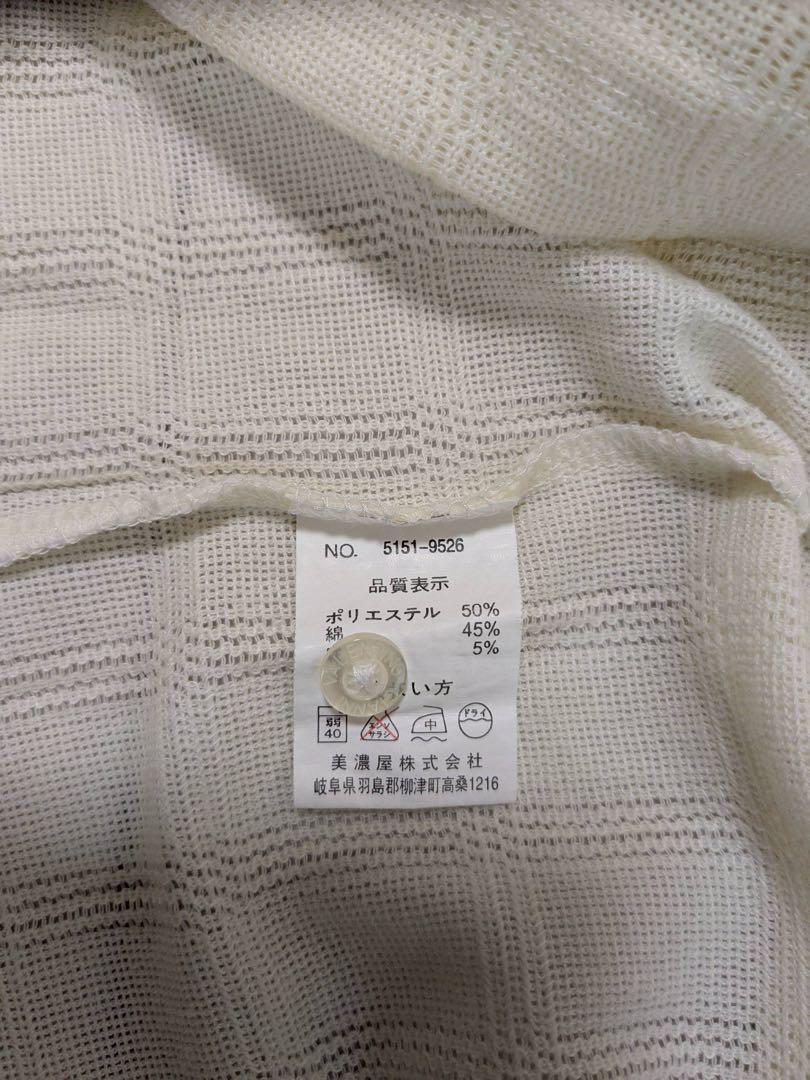 NO. 5151-9526
品質表示
ポリエステル 50%
綿 45%
5%
い方
弱 40 エンソ サラシ 中 ドライ
美濃屋株式会社
岐阜県羽島郡柳津町高桑1216